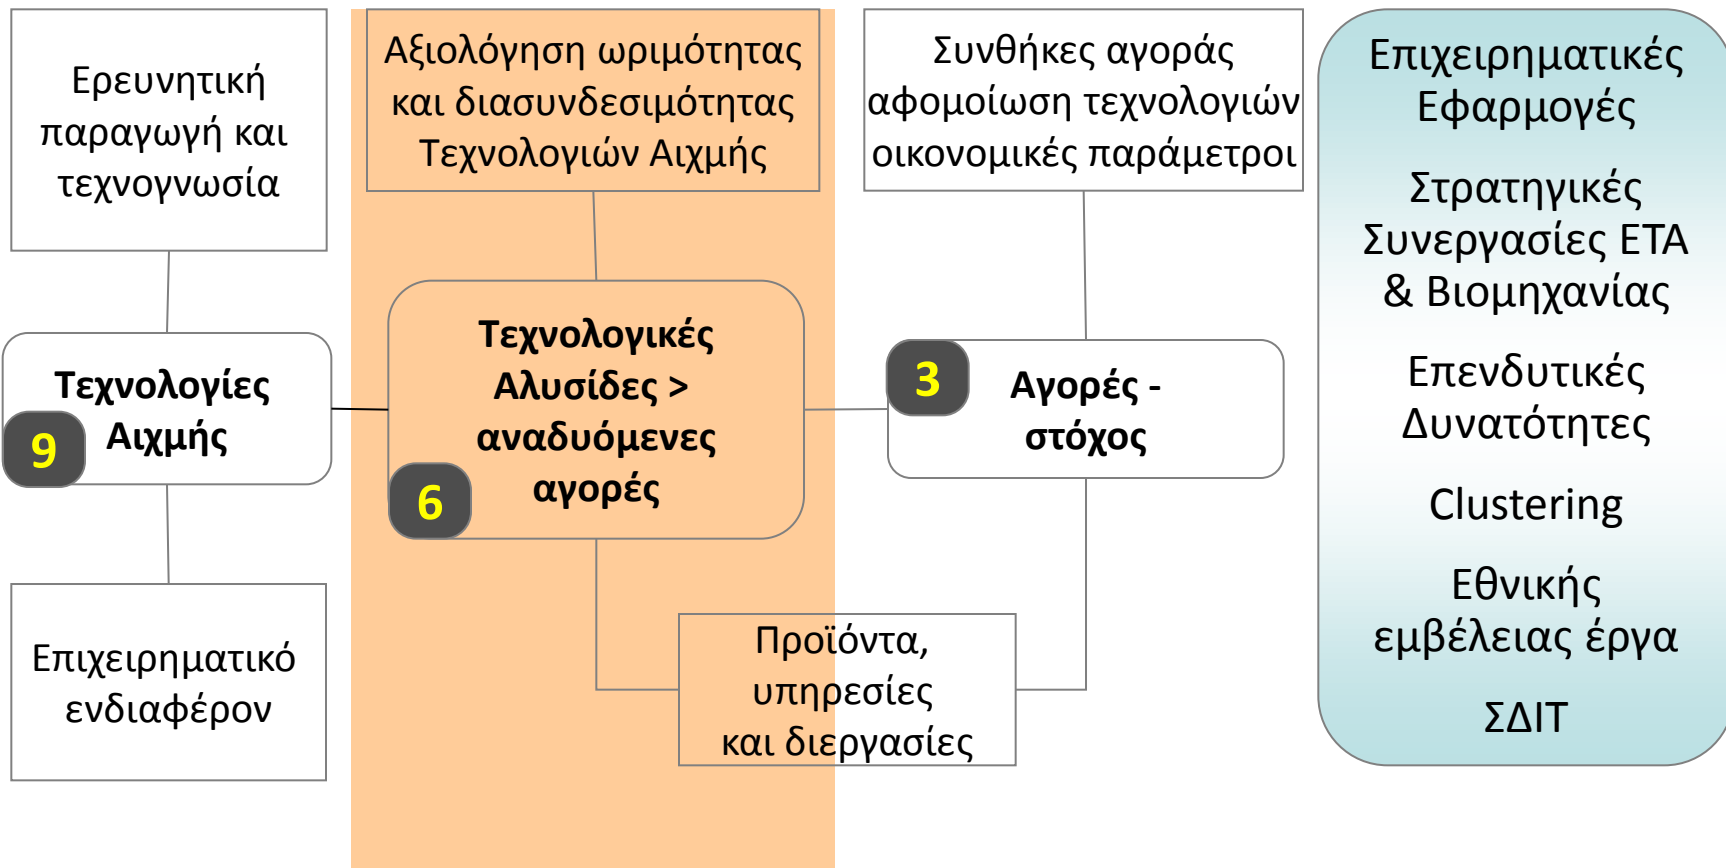 Ερευνητική
παραγωγή και
τεχνογνωσία
Αξιολόγηση ωριμότητας
και διασυνδεσιμότητας
Τεχνολογιών Αιχμής
Συνθήκες αγοράς
αφομοίωση τεχνολογιών
οικονομικές παράμετροι
Τεχνολογίες
Αιχμής
9
Τεχνολογικές
Αλυσίδες >
αναδυόμενες
αγορές
6
3
Αγορές -
στόχος
Επιχειρηματικό
ενδιαφέρον
Προϊόντα,
υπηρεσίες
και διεργασίες
Επιχειρηματικές
Εφαρμογές
Στρατηγικές
Συνεργασίες ΕΤΑ
& Βιομηχανίας
Επενδυτικές
Δυνατότητες
Clustering
Εθνικής
εμβέλειας έργα
ΣΔΙΤ